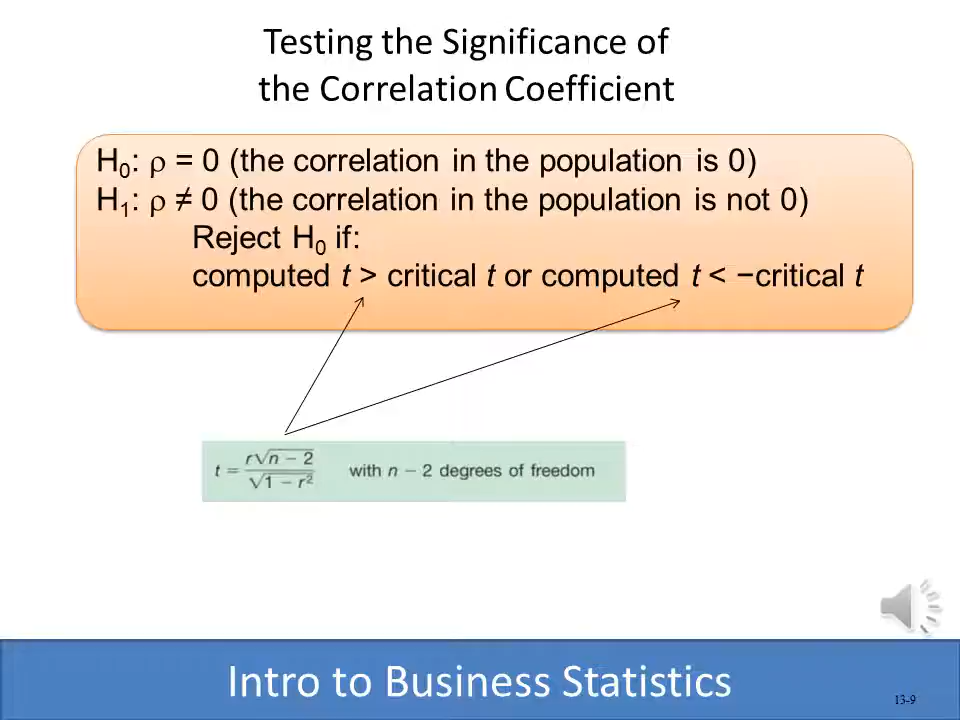 Testing the Significance of
the Correlation Coefficient
H₀: ρ = 0 (the correlation in the population is 0)
H₁: ρ ≠ 0 (the correlation in the population is not 0)
Reject H₀ if:
computed t > critical t or computed t < −critical t
t = r√n − 2 / √1 − r² with n − 2 degrees of freedom
Intro to Business Statistics
13-9